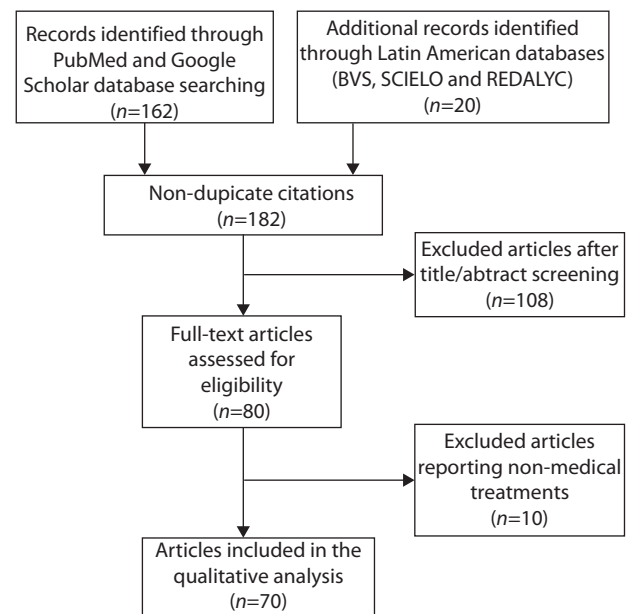 Records identified through
PubMed and Google
Scholar database searching
(n=162)
Additional records identified
through Latin American databases
(BVS, SCIELO and REDALYC)
(n=20)
Non-dupicate citations
(n=182)
Excluded articles after
title/abtract screening
(n=108)
Full-text articles
assessed for
eligibility
(n=80)
Excluded articles
reporting non-medical
treatments
(n=10)
Articles included in the
qualitative analysis
(n=70)